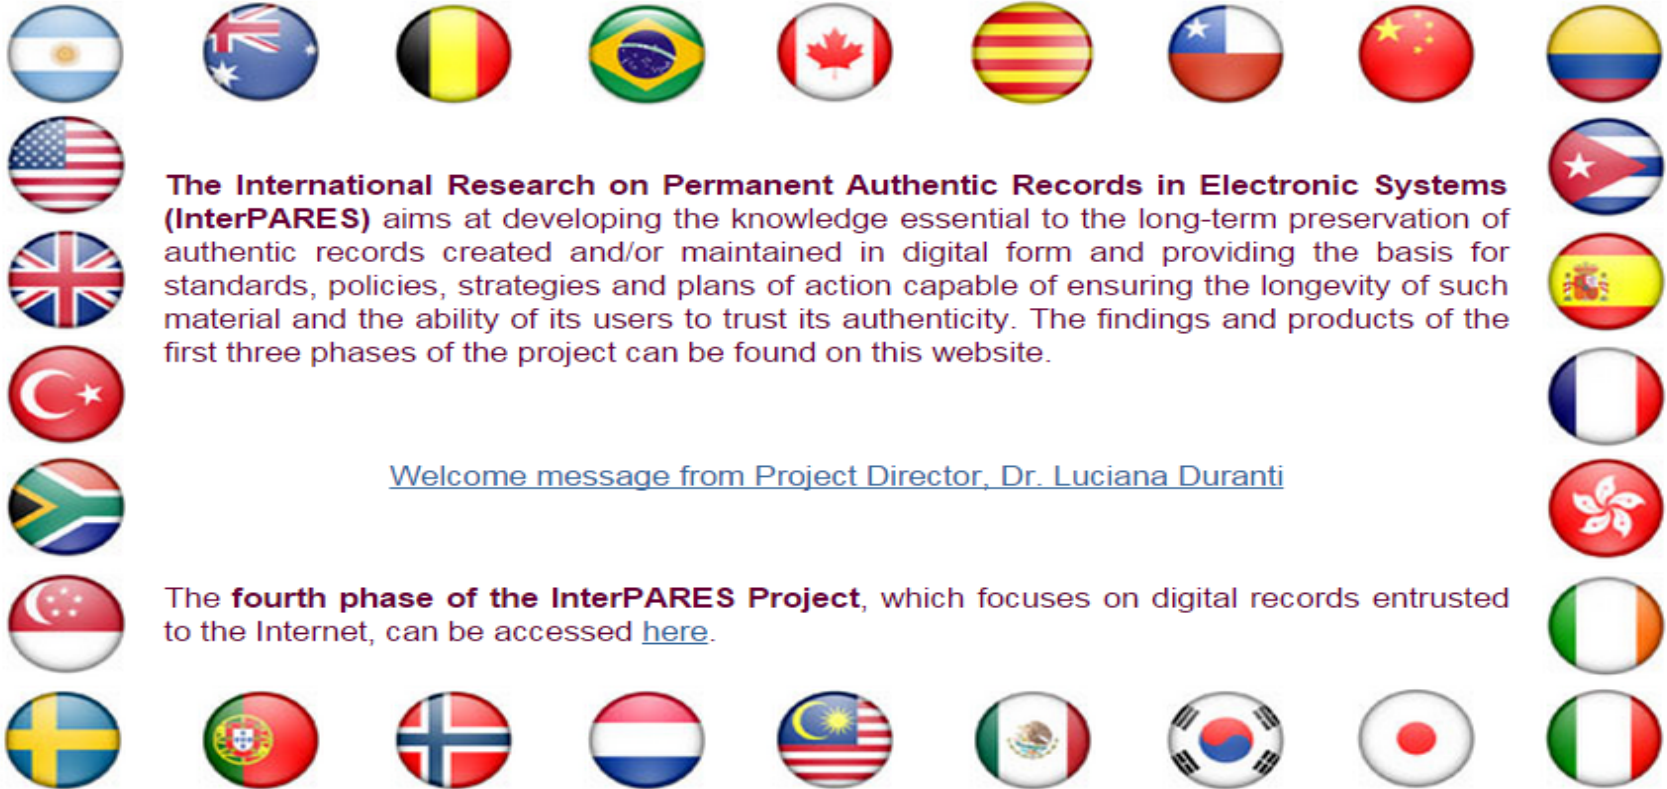 The International Research on Permanent Authentic Records in Electronic Systems
(InterPARES) aims at developing the knowledge essential to the long-term preservation of
authentic records created and/or maintained in digital form and providing the basis for
standards, policies, strategies and plans of action capable of ensuring the longevity of such
material and the ability of its users to trust its authenticity. The findings and products of the
first three phases of the project can be found on this website.
Welcome message from Project Director, Dr. Luciana Duranti
The fourth phase of the InterPARES Project, which focuses on digital records entrusted
to the Internet, can be accessed here.